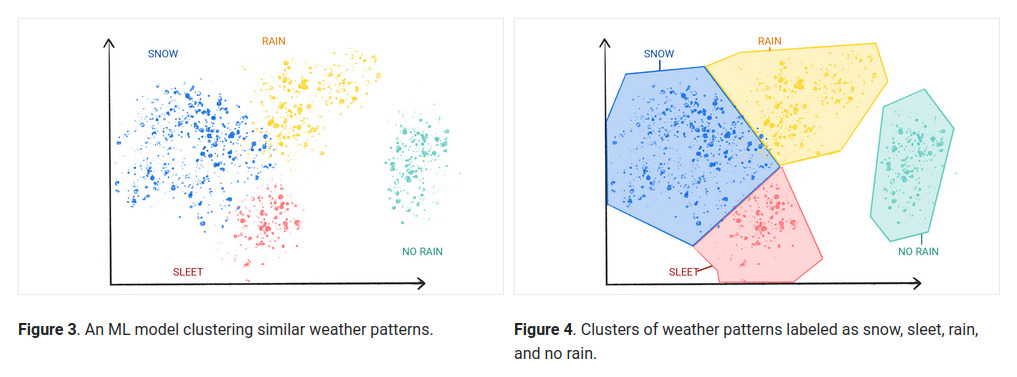 RAIN
SNOW
NO RAIN
SLEET
Figure 3. An ML model clustering similar weather patterns.
RAIN
SNOW
NO RAIN
SLEET
Figure 4. Clusters of weather patterns labeled as snow, sleet, rain,
and no rain.